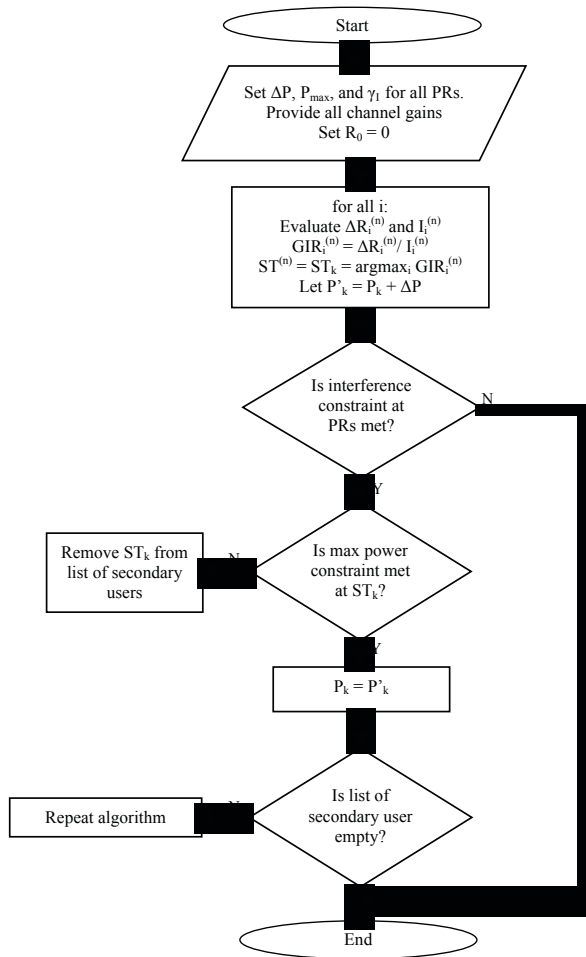 Start
Set ΔP, Pmax, and γI for all PRs.
Provide all channel gains
Set R0 = 0
for all i:
Evaluate ΔRi(n) and Ii(n)
GIRi(n) = ΔRi(n)/ Ii(n)
ST(n) = STk = argmaxi GIRi(n)
Let P'k = Pk + ΔP
Is interference
constraint at
PRs met?
N
Y
Remove STk from
list of secondary
users
N
Is max power
constraint met
at STk?
Y
Pk = P'k
Repeat algorithm
N
Is list of
secondary user
empty?
End